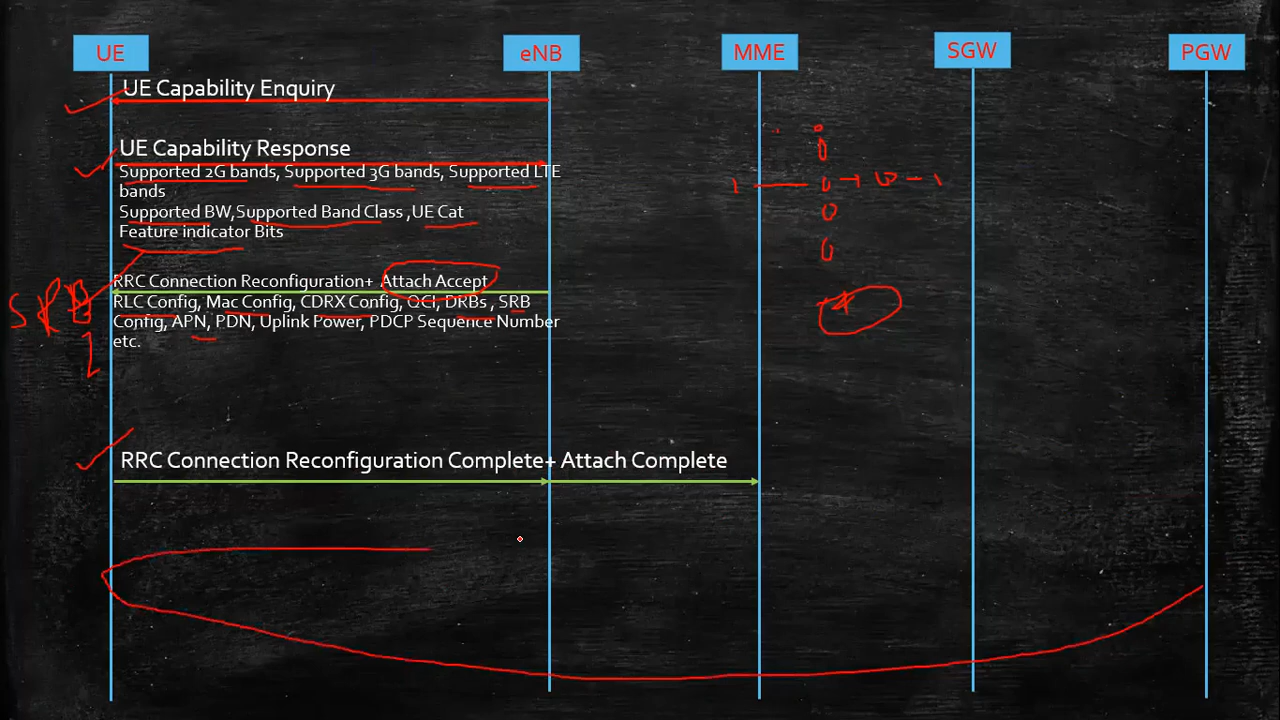 UE eNB MME SGW PGW
UE Capability Enquiry
UE Capability Response
Supported 2G bands, Supported 3G bands, Supported LTE
bands
Supported BW,Supported Band Class ,UE Cat
Feature indicator Bits
RRC Connection Reconfiguration+ Attach Accept
RLC Config, Mac Config, CDRX Config, QCI, DRBs , SRB
Config, APN, PDN, Uplink Power, PDCP Sequence Number
etc.
SRB
RRC Connection Reconfiguration Complete+ Attach Complete